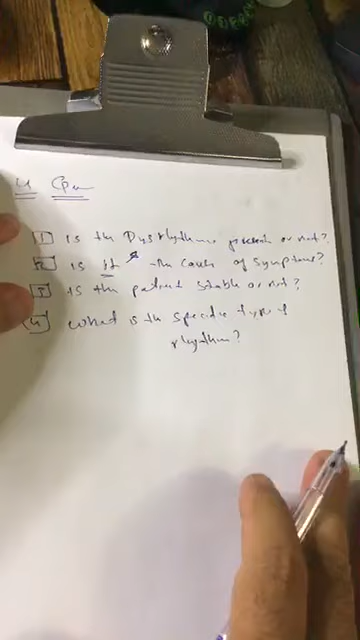 4 Qs
1 is the Dysrhythmia present or not?
2 is it the cause of symptoms?
3 is the patient stable or not?
4 what is the specific type of
rhythm?